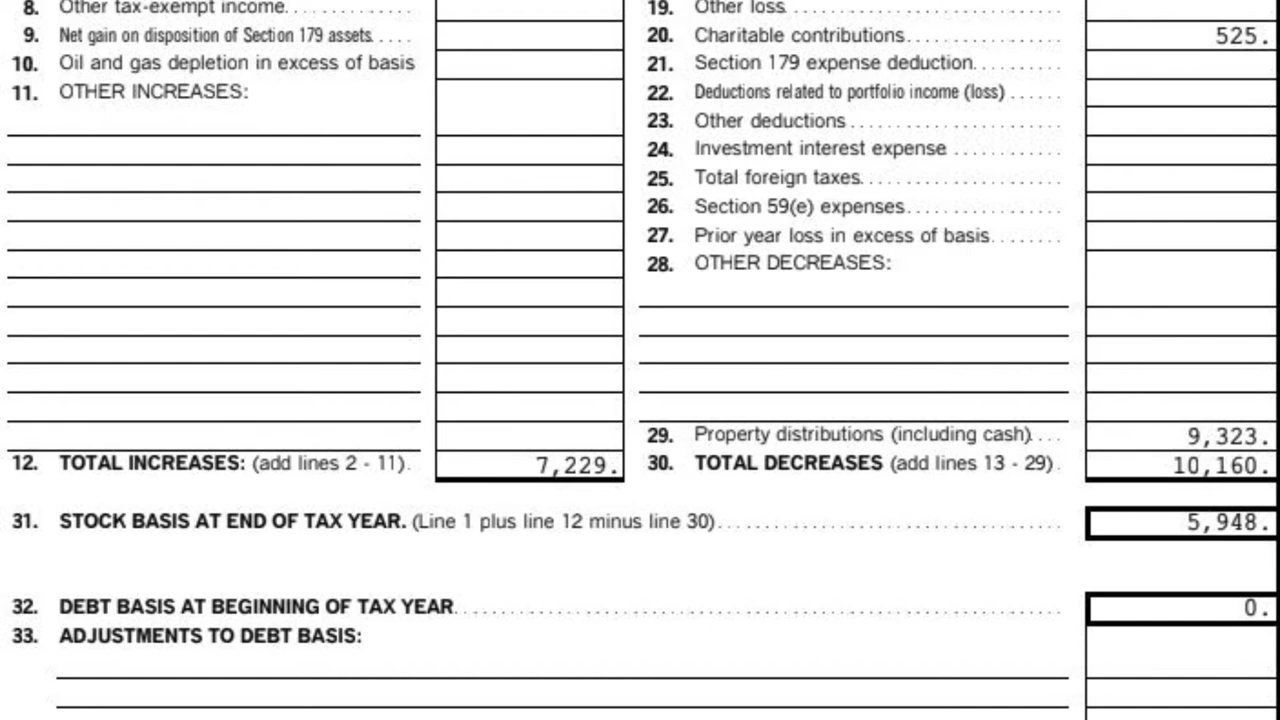 8. Other tax-exempt income..............
9. Net gain on disposition of Section 179 assets.....
10. Oil and gas depletion in excess of basis
11. OTHER INCREASES:
12. TOTAL INCREASES: (add lines 2 - 11). 7,229.
19. Other loss
20. Charitable contributions.................. 525.
21. Section 179 expense deduction..........
22. Deductions related to portfolio income (loss) ......
23. Other deductions ........................
24. Investment interest expense ............
25. Total foreign taxes.......................
26. Section 59(e) expenses..................
27. Prior year loss in excess of basis........
28. OTHER DECREASES:
29. Property distributions (including cash).... 9,323.
30. TOTAL DECREASES (add lines 13 - 29). 10,160.
31. STOCK BASIS AT END OF TAX YEAR. (Line 1 plus line 12 minus line 30)........................................ 5,948.
32. DEBT BASIS AT BEGINNING OF TAX YEAR...................................................................... 0.
33. ADJUSTMENTS TO DEBT BASIS: